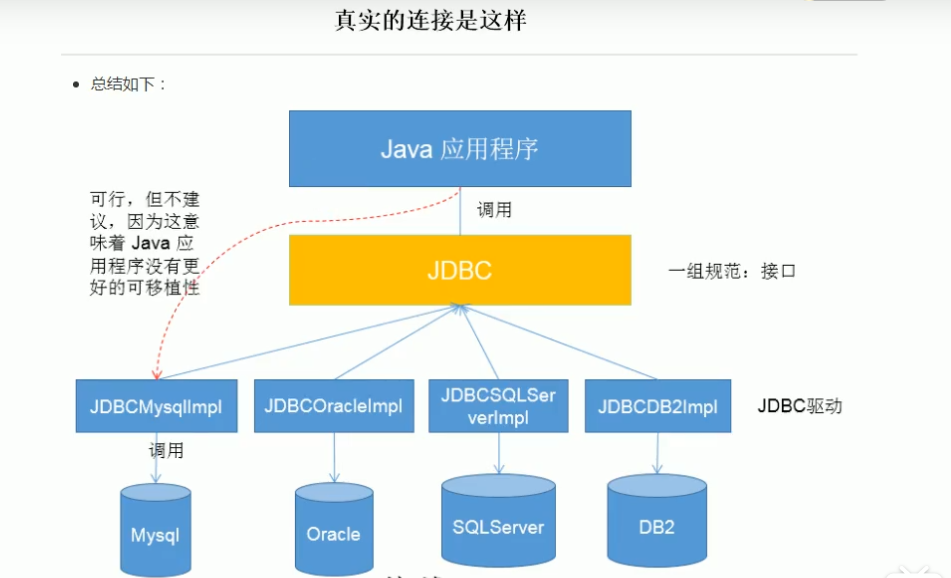 真实的连接是这样
总结如下：
Java 应用程序
可行，但不建
议，因为这意
味着 Java 应
用程序没有更
好的可移植性
调用
JDBC
一组规范：接口
JDBCMysqlImpl
JDBCOracleImpl
JDBCSQLSer
verImpl
JDBCDB2Impl
JDBC驱动
调用
Mysql
Oracle
SQLServer
DB2